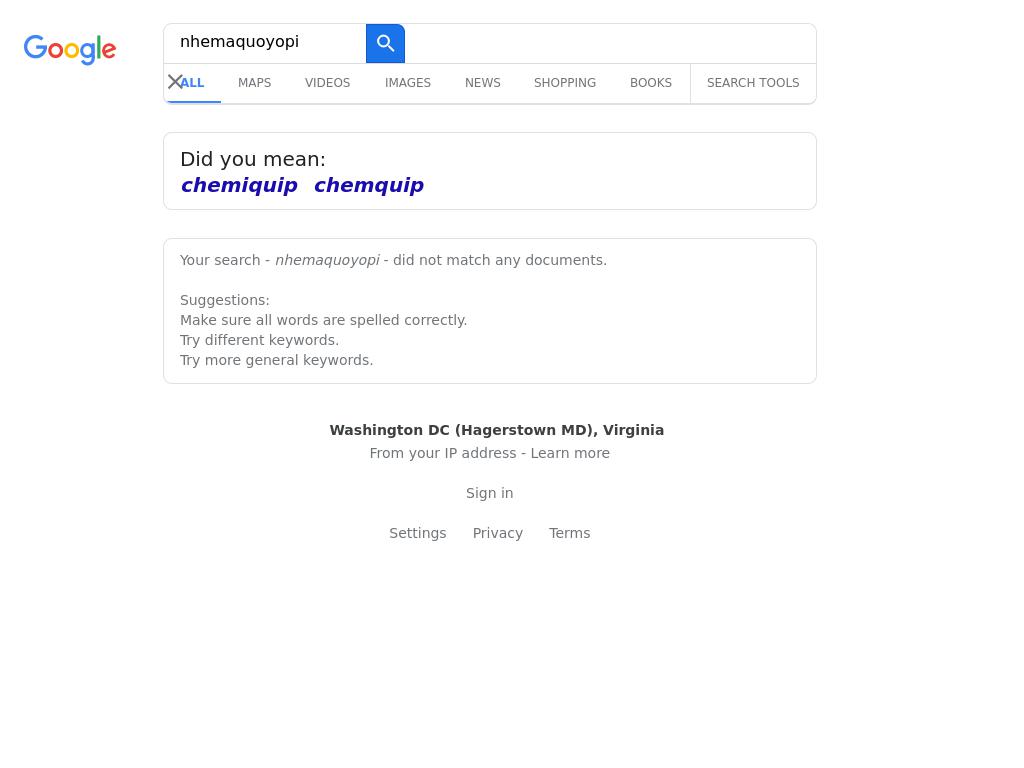 Google
nhemaquoyopi
ALL MAPS VIDEOS IMAGES NEWS SHOPPING BOOKS SEARCH TOOLS
Did you mean:
chemiquip chemquip
Your search - nhemaquoyopi - did not match any documents.
Suggestions:
Make sure all words are spelled correctly.
Try different keywords.
Try more general keywords.
Washington DC (Hagerstown MD), Virginia
From your IP address - Learn more
Sign in
Settings Privacy Terms